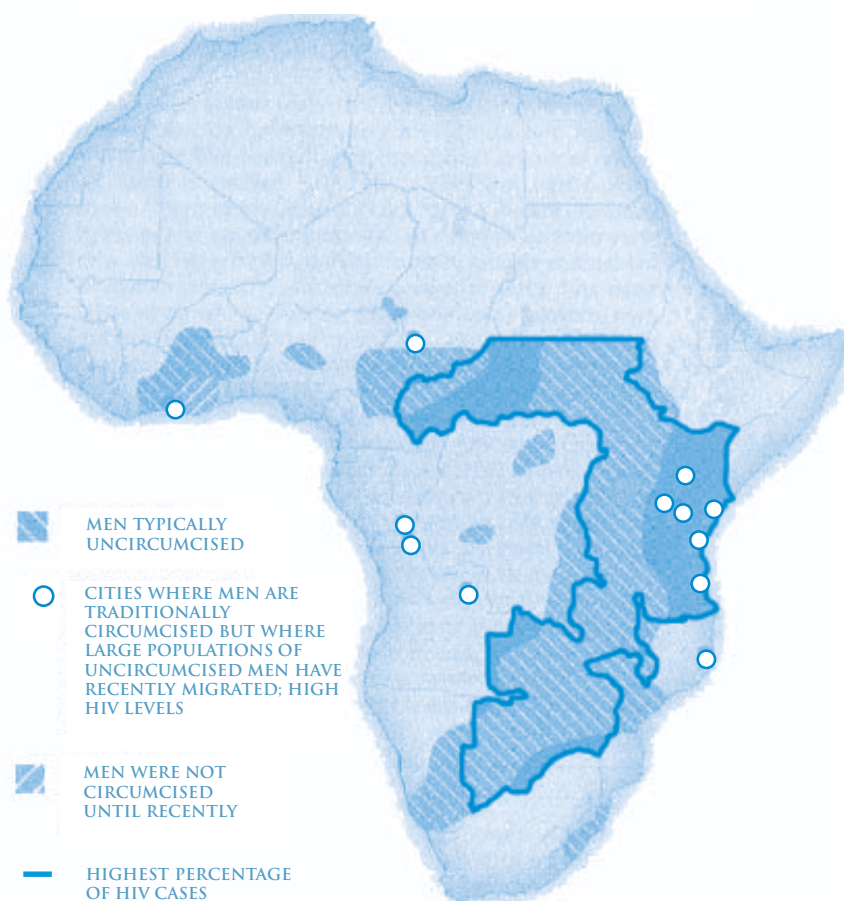 MEN TYPICALLY
UNCIRCUMCISED
CITIES WHERE MEN ARE
TRADITIONALLY
CIRCUMCISED BUT WHERE
LARGE POPULATIONS OF
UNCIRCUMCISED MEN HAVE
RECENTLY MIGRATED; HIGH
HIV LEVELS
MEN WERE NOT
CIRCUMCISED
UNTIL RECENTLY
HIGHEST PERCENTAGE
OF HIV CASES